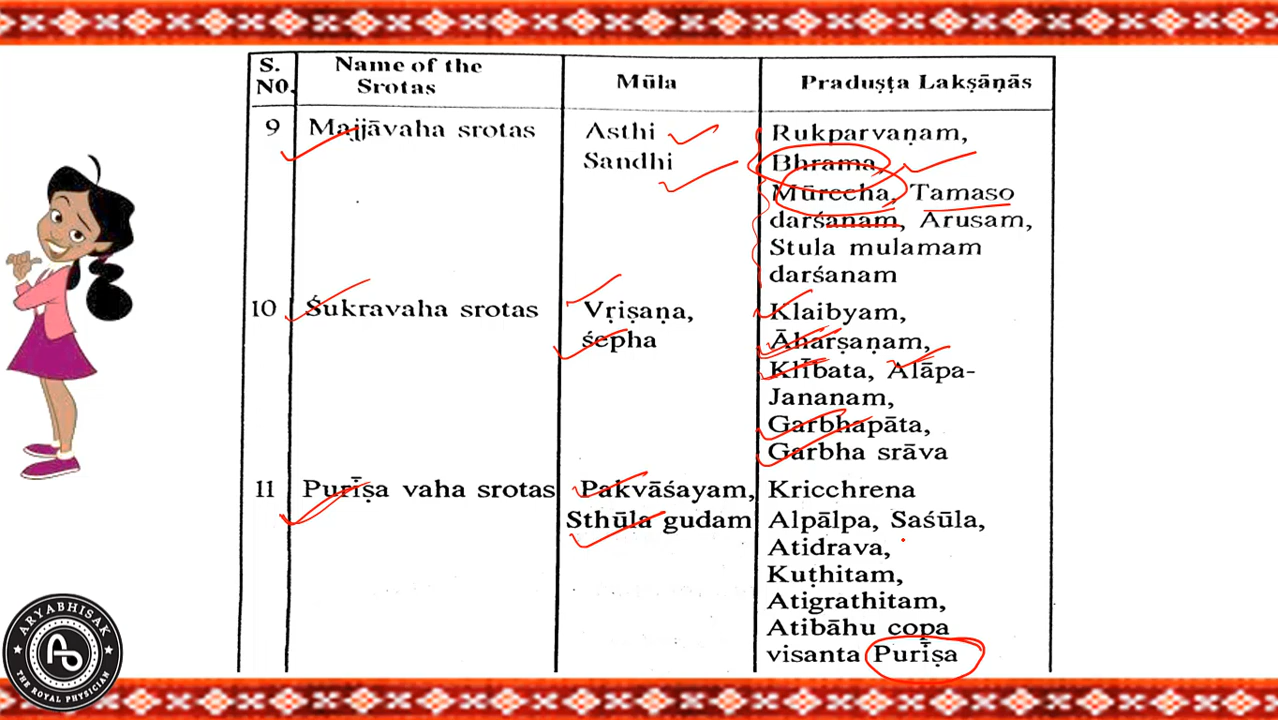 S. NO. Name of the Srotas Mūla Praduṣṭa Lakṣāṇās
9 Majjāvaha srotas Asthi Rukparvaṇam,
Sandhi Bhrama,
Mūrecha, Tamaso
darśanam, Arusam,
Stula mulamam
darśanam
10 Śukravaha srotas Vṛiṣaṇa, Klaibyam,
śepha Āharṣaṇam,
Klībata, Alāpa-
Jananam,
Garbhapāta,
Garbha srāva
11 Purīṣa vaha srotas Pakvāśayam, Kricchrena
Sthūla gudam Alpālpa, Saśūla,
Atidrava,
Kuṭhitam,
Atigrathitam,
Atibāhu copa
visanta Purīṣa
ARYABHISAK
THE ROYAL PHYSICIAN